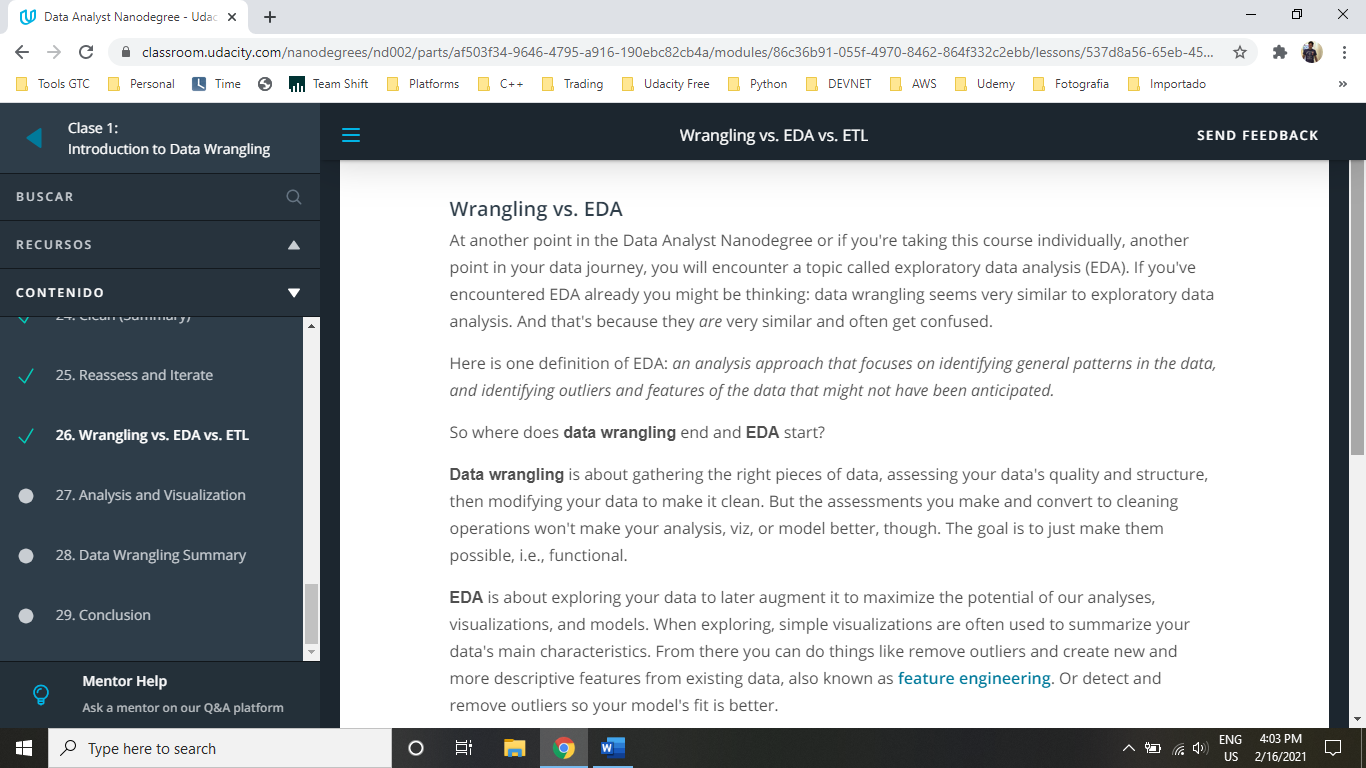 Data Analyst Nanodegree - Udac
classroom.udacity.com/nanodegrees/nd002/parts/af503f34-9646-4795-a916-190ebc82cb4a/modules/86c36b91-055f-4970-8462-864f332c2ebb/lessons/537d8a56-65eb-45...
Tools GTC Personal Time Team Shift Platforms C++ Trading Udacity Free Python DEVNET AWS Udemy Fotografia Importado »
Clase 1:
Introduction to Data Wrangling
Wrangling vs. EDA vs. ETL
SEND FEEDBACK
BUSCAR
RECURSOS
CONTENIDO
24. Clean (Summary)
25. Reassess and Iterate
26. Wrangling vs. EDA vs. ETL
27. Analysis and Visualization
28. Data Wrangling Summary
29. Conclusion
Mentor Help
Ask a mentor on our Q&A platform
Wrangling vs. EDA
At another point in the Data Analyst Nanodegree or if you're taking this course individually, another
point in your data journey, you will encounter a topic called exploratory data analysis (EDA). If you've
encountered EDA already you might be thinking: data wrangling seems very similar to exploratory data
analysis. And that's because they are very similar and often get confused.
Here is one definition of EDA: an analysis approach that focuses on identifying general patterns in the data,
and identifying outliers and features of the data that might not have been anticipated.
So where does data wrangling end and EDA start?
Data wrangling is about gathering the right pieces of data, assessing your data's quality and structure,
then modifying your data to make it clean. But the assessments you make and convert to cleaning
operations won't make your analysis, viz, or model better, though. The goal is to just make them
possible, i.e., functional.
EDA is about exploring your data to later augment it to maximize the potential of our analyses,
visualizations, and models. When exploring, simple visualizations are often used to summarize your
data's main characteristics. From there you can do things like remove outliers and create new and
more descriptive features from existing data, also known as feature engineering. Or detect and
remove outliers so your model's fit is better.
Type here to search
ENG
US
4:03 PM
2/16/2021